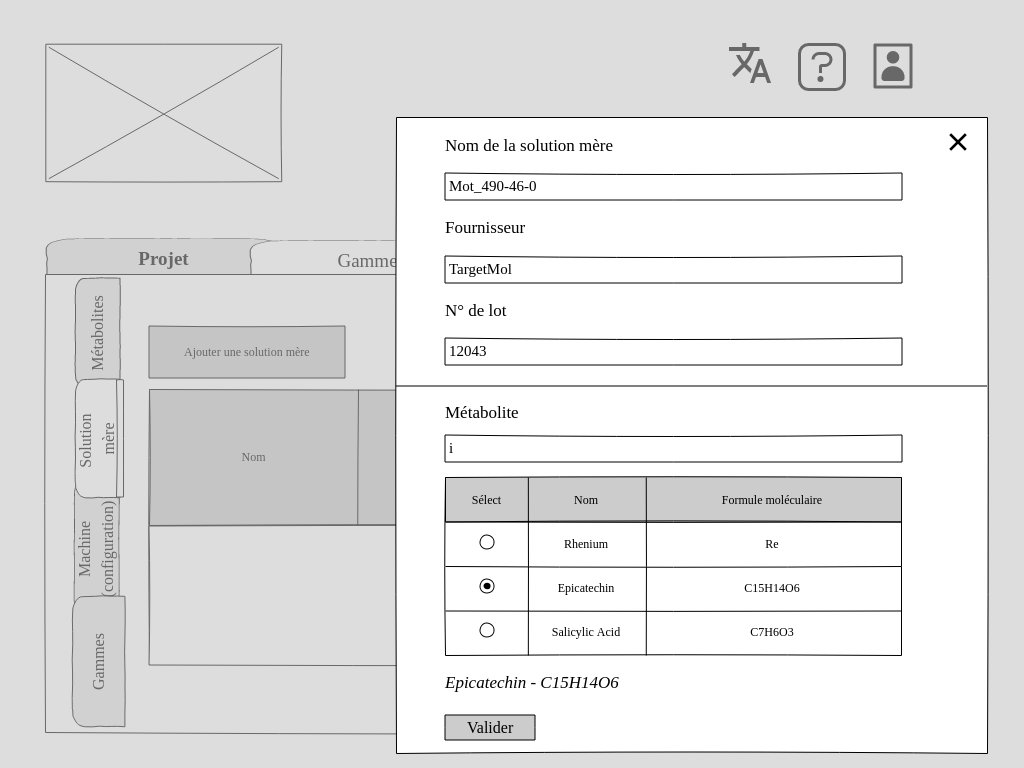 Nom de la solution mère
Mot_490-46-0
Fournisseur
TargetMol
N° de lot
12043
Métabolite
i
Sélect Nom Formule moléculaire
Rhenium Re
Epicatechin C15H14O6
Salicylic Acid C7H6O3
Epicatechin - C15H14O6
Valider
Projet Gamme
Métabolites
Solution
mère
Machine
(configuration)
Gammes
Ajouter une solution mère
Nom